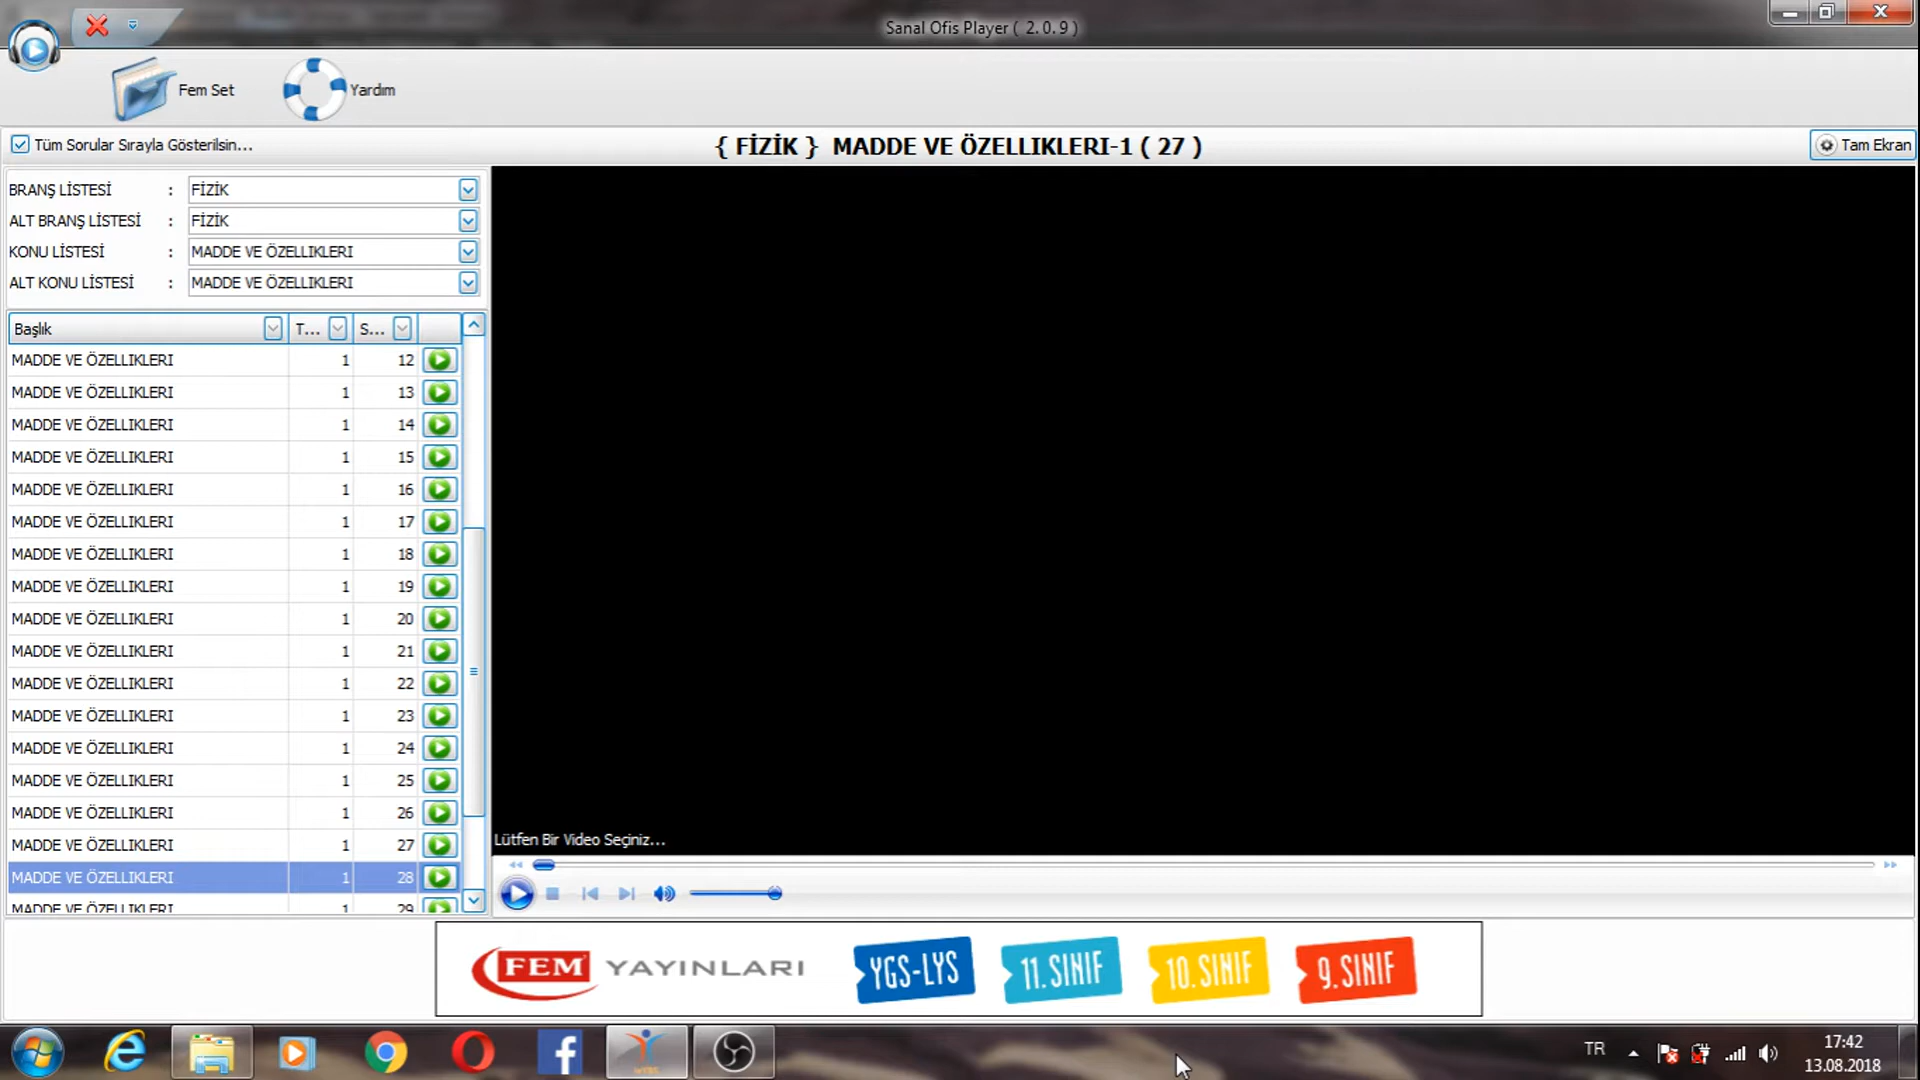 Sanal Ofis Player ( 2.0.9 )
Fem Set
Yardım
Tüm Sorular Sırayla Gösterilsin...
{ FİZİK } MADDE VE ÖZELLIKLERI-1 ( 27 )
Tam Ekran
BRANŞ LİSTESİ : FİZİK
ALT BRANŞ LİSTESİ : FİZİK
KONU LİSTESİ : MADDE VE ÖZELLIKLERI
ALT KONU LİSTESİ : MADDE VE ÖZELLIKLERI
Başlık T... S...
MADDE VE ÖZELLIKLERI 1 12
MADDE VE ÖZELLIKLERI 1 13
MADDE VE ÖZELLIKLERI 1 14
MADDE VE ÖZELLIKLERI 1 15
MADDE VE ÖZELLIKLERI 1 16
MADDE VE ÖZELLIKLERI 1 17
MADDE VE ÖZELLIKLERI 1 18
MADDE VE ÖZELLIKLERI 1 19
MADDE VE ÖZELLIKLERI 1 20
MADDE VE ÖZELLIKLERI 1 21
MADDE VE ÖZELLIKLERI 1 22
MADDE VE ÖZELLIKLERI 1 23
MADDE VE ÖZELLIKLERI 1 24
MADDE VE ÖZELLIKLERI 1 25
MADDE VE ÖZELLIKLERI 1 26
MADDE VE ÖZELLIKLERI 1 27
MADDE VE ÖZELLIKLERI 1 28
MADDE VE ÖZELLIKLERI 1 29
Lütfen Bir Video Seçiniz...
FEM YAYINLARI
YGS-LYS
11. SINIF
10. SINIF
9. SINIF
TR
17:42
13.08.2018